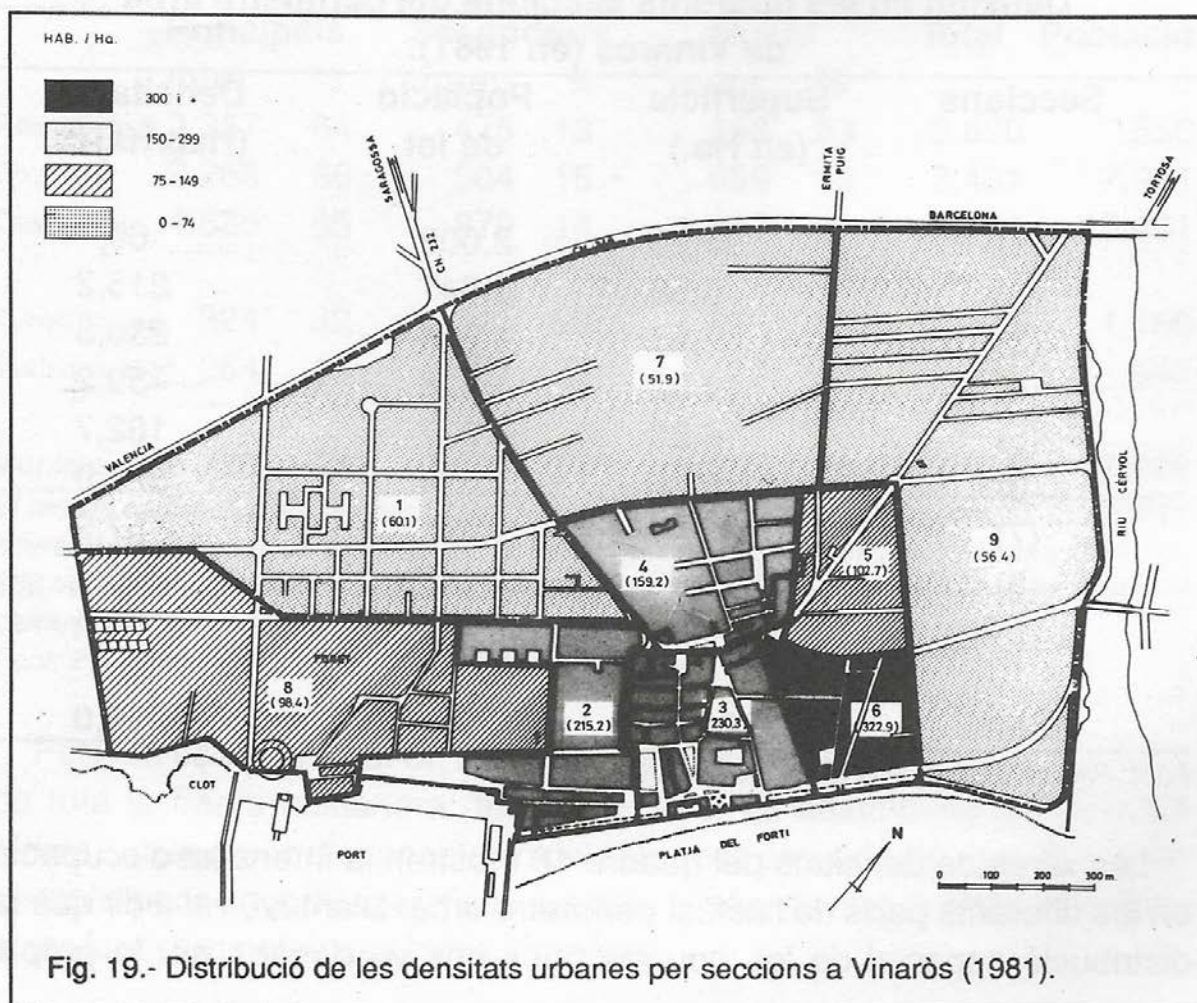 HAB. / Ha.
300 i +
150-299
75-149
0-74
SARAGOSSA
CN. 232
ERMITA
PUIG
BARCELONA
TORTOSA
VALENCIA
7
(51.9)
1
(60.1)
4
(159.2)
5
(102.7)
9
(56.4)
RIU CÉRVOL
8
(98.4)
2
(215.2)
3
230.3
6
(322.9)
CLOT
PORT
PLATJA DEL FORTI
N
0
100
200
300 m.
Fig. 19.- Distribució de les densitats urbanes per seccions a Vinaròs (1981).